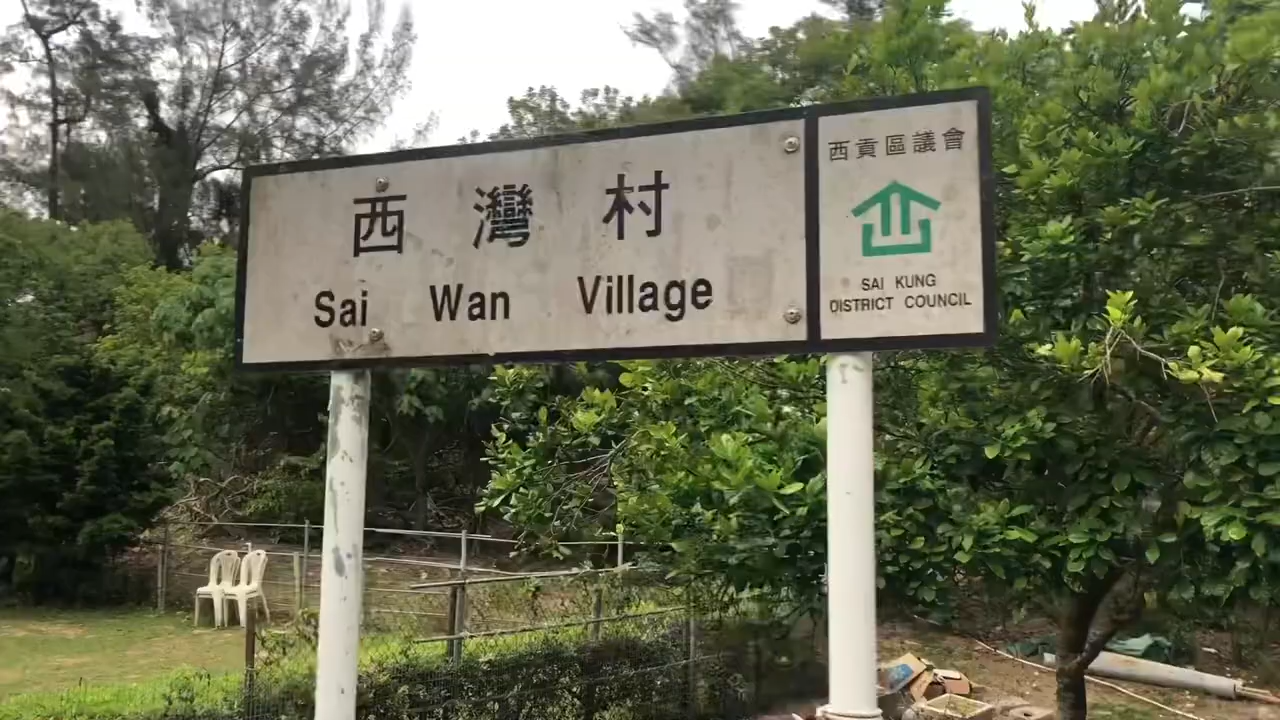 西灣村
Sai Wan Village
西貢區議會
SAI KUNG
DISTRICT COUNCIL